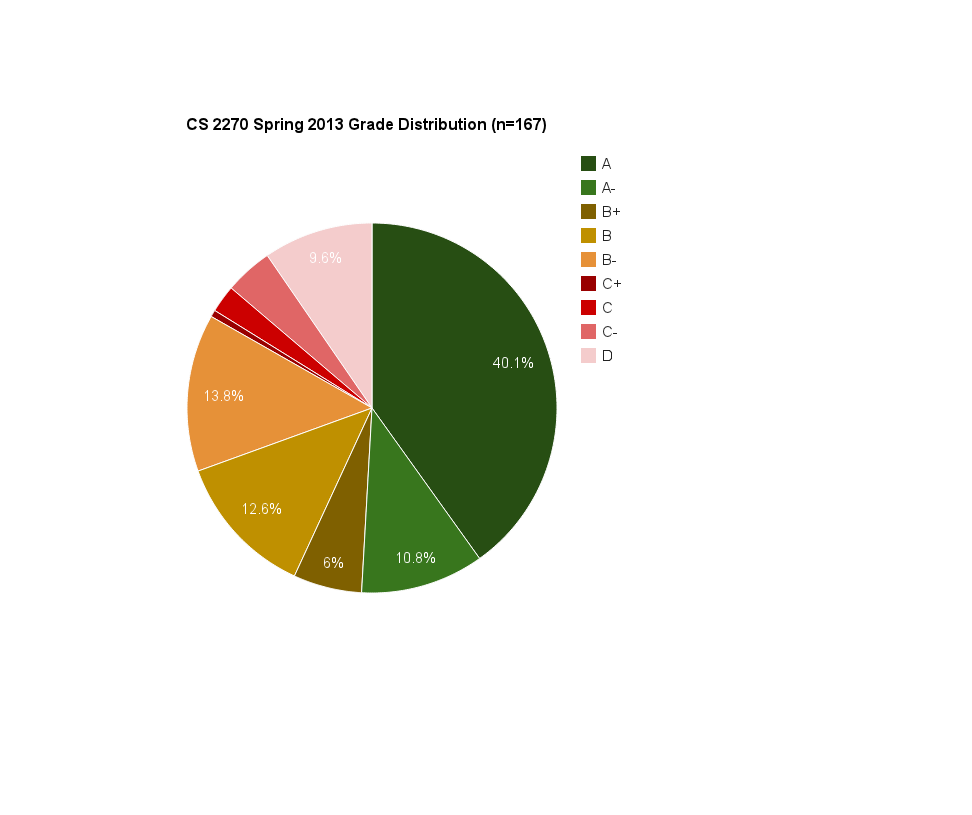 CS 2270 Spring 2013 Grade Distribution (n=167)
A
A-
B+
B
B-
C+
C
C-
D
9.6%
40.1%
13.8%
12.6%
10.8%
6%